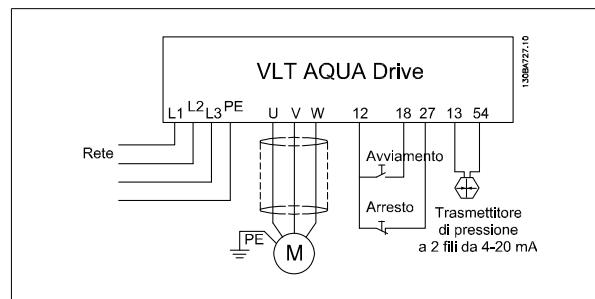 VLT AQUA Drive
130BA727.10
L1 L2 L3 PE U V W 12 18 27 13 54
Rete
Avviamento
Arresto
PE
M
Trasmettitore
di pressione
a 2 fili da 4-20 mA